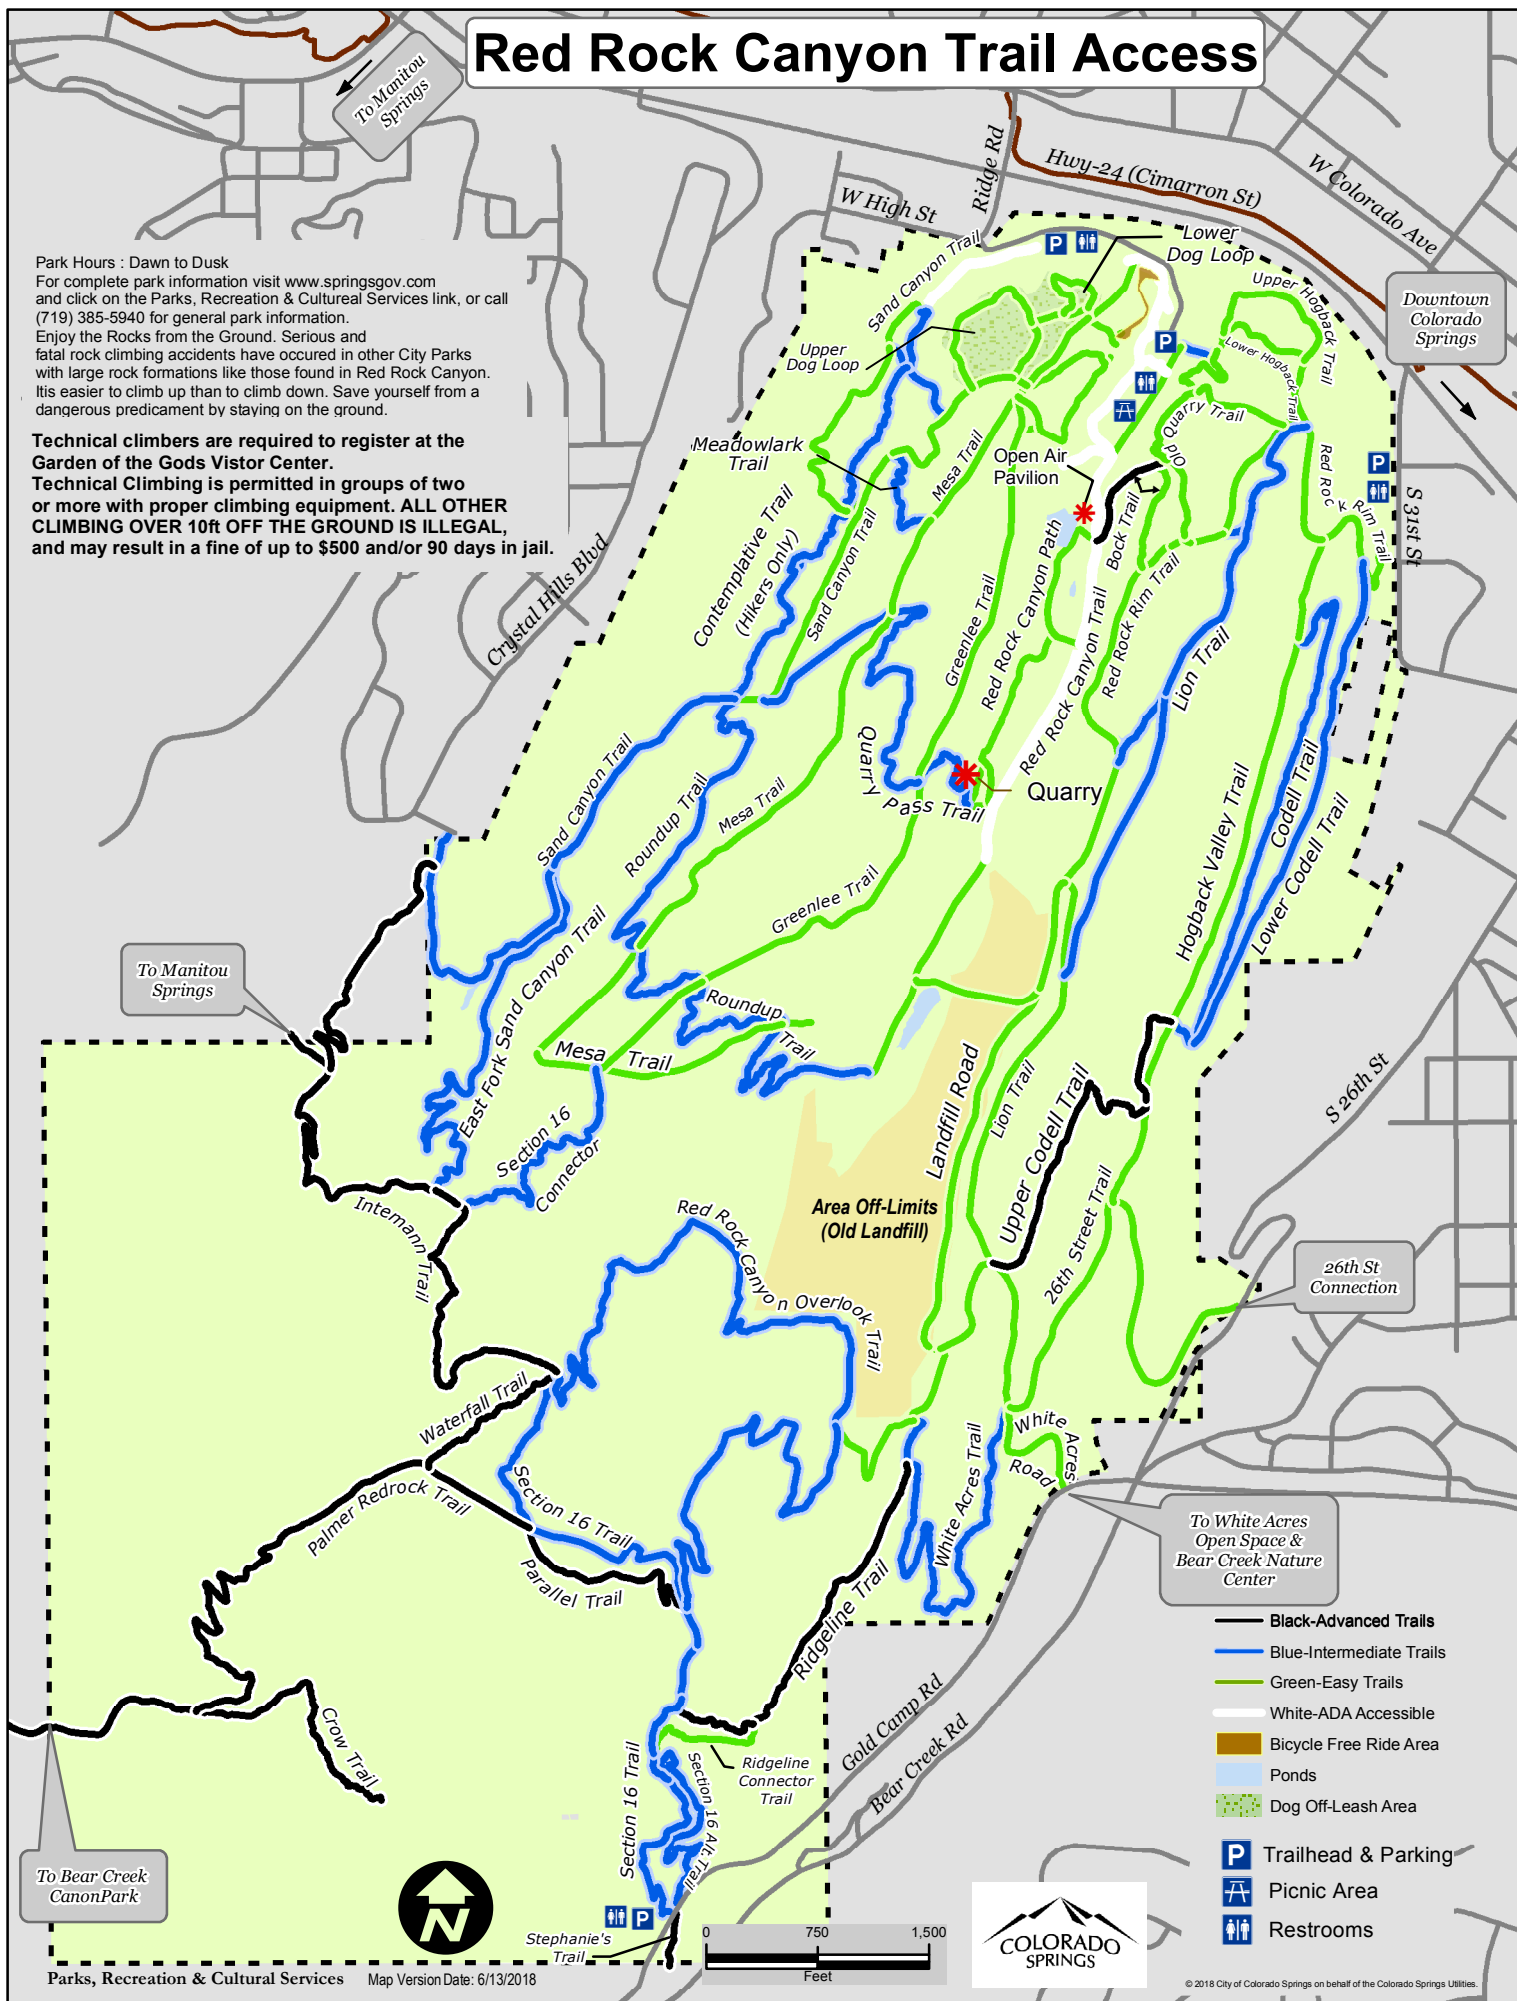 Red Rock Canyon Trail Access
To Manitou
Springs
Park Hours : Dawn to Dusk
For complete park information visit www.springsgov.com
and click on the Parks, Recreation & Cultureal Services link, or call
(719) 385-5940 for general park information.
Enjoy the Rocks from the Ground. Serious and
fatal rock climbing accidents have occured in other City Parks
with large rock formations like those found in Red Rock Canyon.
Itis easier to climb up than to climb down. Save yourself from a
dangerous predicament by staying on the ground.
Technical climbers are required to register at the
Garden of the Gods Vistor Center.
Technical Climbing is permitted in groups of two
or more with proper climbing equipment. ALL OTHER
CLIMBING OVER 10ft OFF THE GROUND IS ILLEGAL,
and may result in a fine of up to $500 and/or 90 days in jail.
Ridge Rd
Hwy-24 (Cimarron St)
W Colorado Ave
W High St
Sand Canyon Trail
P
Lower
Dog Loop
Upper Hogback Trail
Downtown
Colorado
Springs
Upper
Dog Loop
P
Lower Hogback Trail
Quarry Trail
Old
Meadowlark
Trail
Mesa Trail
Open Air
Pavilion
Red Rock Rim Trail
P
S 31st St
Contemplative Trail
(Hikers Only)
Sand Canyon Trail
Bock Trail
Crystal Hills Blvd
Greenlee Trail
Red Rock Canyon Path
Red Rock Canyon Trail
Red Rock Rim Trail
Lion Trail
Quarry Pass Trail
Red Rock Canyon Trail
Quarry
Sand Canyon Trail
Roundup Trail
Mesa Trail
Greenlee Trail
Hogback Valley Trail
Codell Trail
Lower Codell Trail
To Manitou
Springs
East Fork Sand Canyon Trail
Roundup Trail
Mesa Trail
Section 16
Connector
Landfill Road
Lion Trail
Upper Codell Trail
S 26th St
Intemann Trail
Red Rock Canyon Overlook Trail
Area Off-Limits
(Old Landfill)
26th Street Trail
26th St
Connection
Waterfall Trail
Palmer Redrock Trail
Section 16 Trail
Parallel Trail
White Acres Trail
White Acres
Road
Ridgeline Trail
To White Acres
Open Space &
Bear Creek Nature
Center
Crow Trail
Section 16 Trail
Section 16 Alt. Trail
Ridgeline
Connector
Trail
Gold Camp Rd
Bear Creek Rd
Black-Advanced Trails
Blue-Intermediate Trails
Green-Easy Trails
White-ADA Accessible
Bicycle Free Ride Area
Ponds
Dog Off-Leash Area
P Trailhead & Parking
Picnic Area
Restrooms
To Bear Creek
CanonPark
N
P
Stephanie's
Trail
0 750 1,500
Feet
COLORADO
SPRINGS
Parks, Recreation & Cultural Services Map Version Date: 6/13/2018
© 2018 City of Colorado Springs on behalf of the Colorado Springs Utilities.